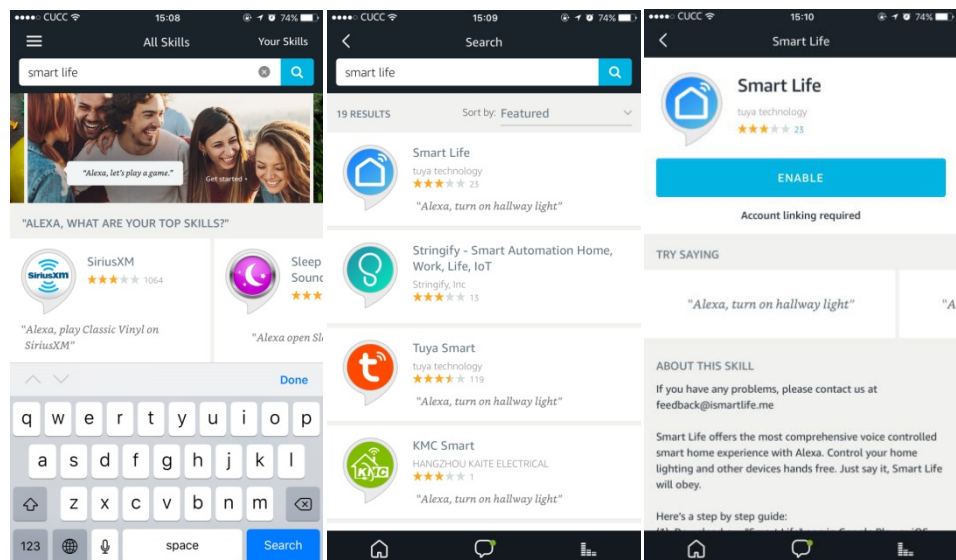 CUCC 15:08 74%
All Skills
Your Skills
smart life
"Alexa, let's play a game."
Get started ›
"ALEXA, WHAT ARE YOUR TOP SKILLS?"
SiriusXM
SiriusXM
1064
"Alexa, play Classic Vinyl on
SiriusXM"
Sleep
Sound
"Alexa open Sl
Done
q w e r t y u i o p
a s d f g h j k l
z x c v b n m
123 space Search
CUCC 15:09 74%
Search
smart life
19 RESULTS Sort by: Featured
Smart Life
tuya technology
23
"Alexa, turn on hallway light"
Stringify - Smart Automation Home,
Work, Life, IoT
Stringify, Inc
13
Tuya Smart
tuya technology
119
"Alexa, turn on hallway light"
KMC
KMC Smart
HANGZHOU KAITE ELECTRICAL
1
"Alexa, turn on hallway light"
CUCC 15:10 74%
Smart Life
Smart Life
tuya technology
23
ENABLE
Account linking required
TRY SAYING
"Alexa, turn on hallway light"
"A
ABOUT THIS SKILL
If you have any problems, please contact us at
feedback@ismartlife.me
Smart Life offers the most comprehensive voice controlled
smart home experience with Alexa. Control your home
lighting and other devices hands free. Just say it, Smart Life
will obey.
Here's a step by step guide: